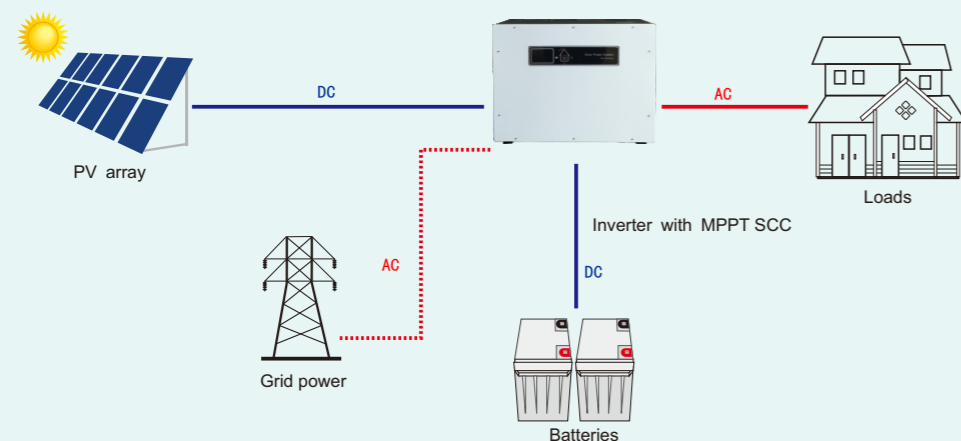 DC
AC
PV array
Loads
Inverter with MPPT SCC
AC
DC
Grid power
Batteries